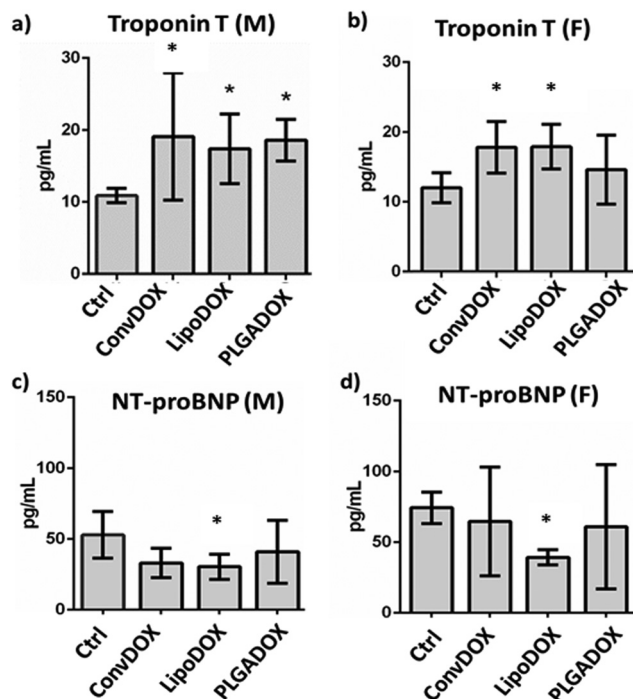 a) Troponin T (M)
*
*
*
30
20
10
0
pg/mL
Ctrl
ConvDOX
LipoDOX
PLGADOX
b) Troponin T (F)
*
*
30
20
10
0
pg/mL
Ctrl
ConvDOX
LipoDOX
PLGADOX
c) NT-proBNP (M)
*
150
100
50
0
pg/mL
Ctrl
ConvDOX
LipoDOX
PLGADOX
d) NT-proBNP (F)
*
150
100
50
0
pg/mL
Ctrl
ConvDOX
LipoDOX
PLGADOX